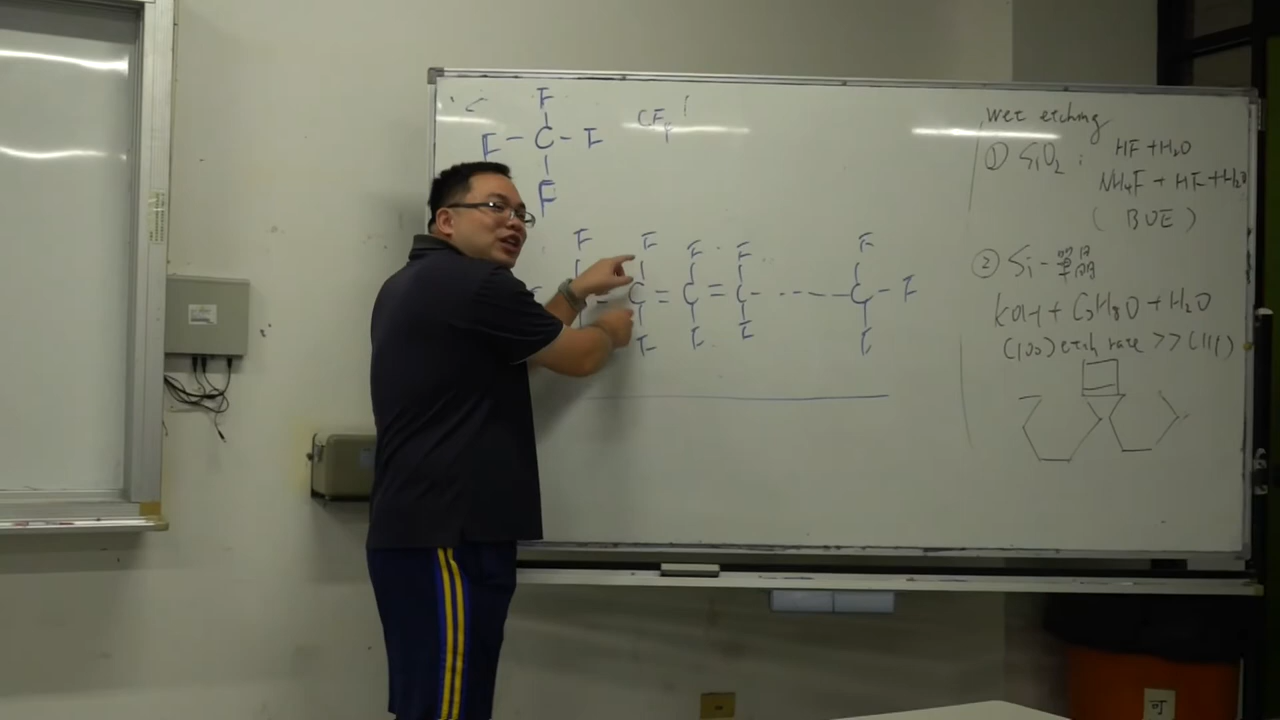 F
F - C - F
F
CF4
F F F F F
C = C = C - - - - C - F
F F F F
wet etching
① SiO2 : HF + H2O
NH4F + HF + H2O
( BOE )
② Si - 單晶
KOH + C3H8O + H2O
(100) etch rate >> (111)
可